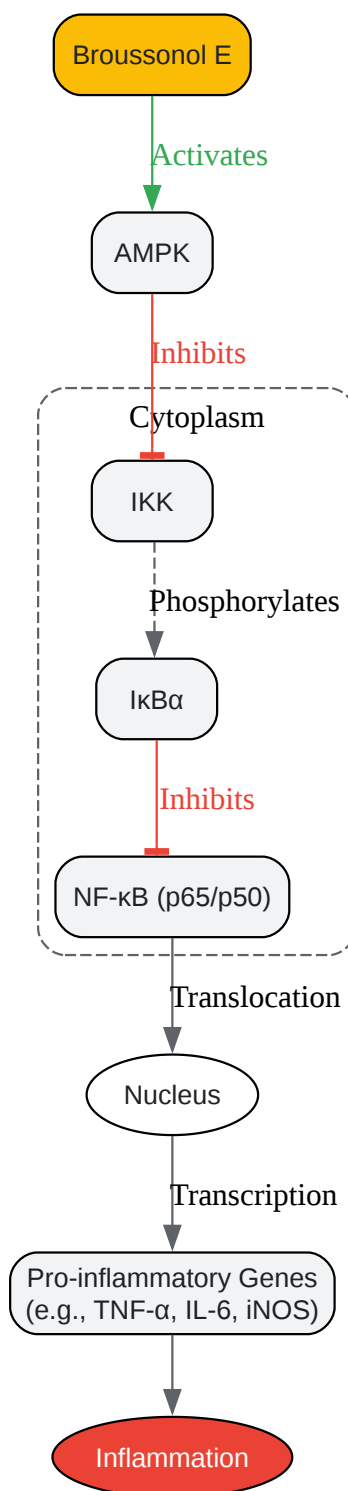 Broussonol E
Activates
AMPK
Inhibits
Cytoplasm
IKK
Phosphorylates
IκBα
Inhibits
NF-κB (p65/p50)
Translocation
Nucleus
Transcription
Pro-inflammatory Genes
(e.g., TNF-α, IL-6, iNOS)
Inflammation